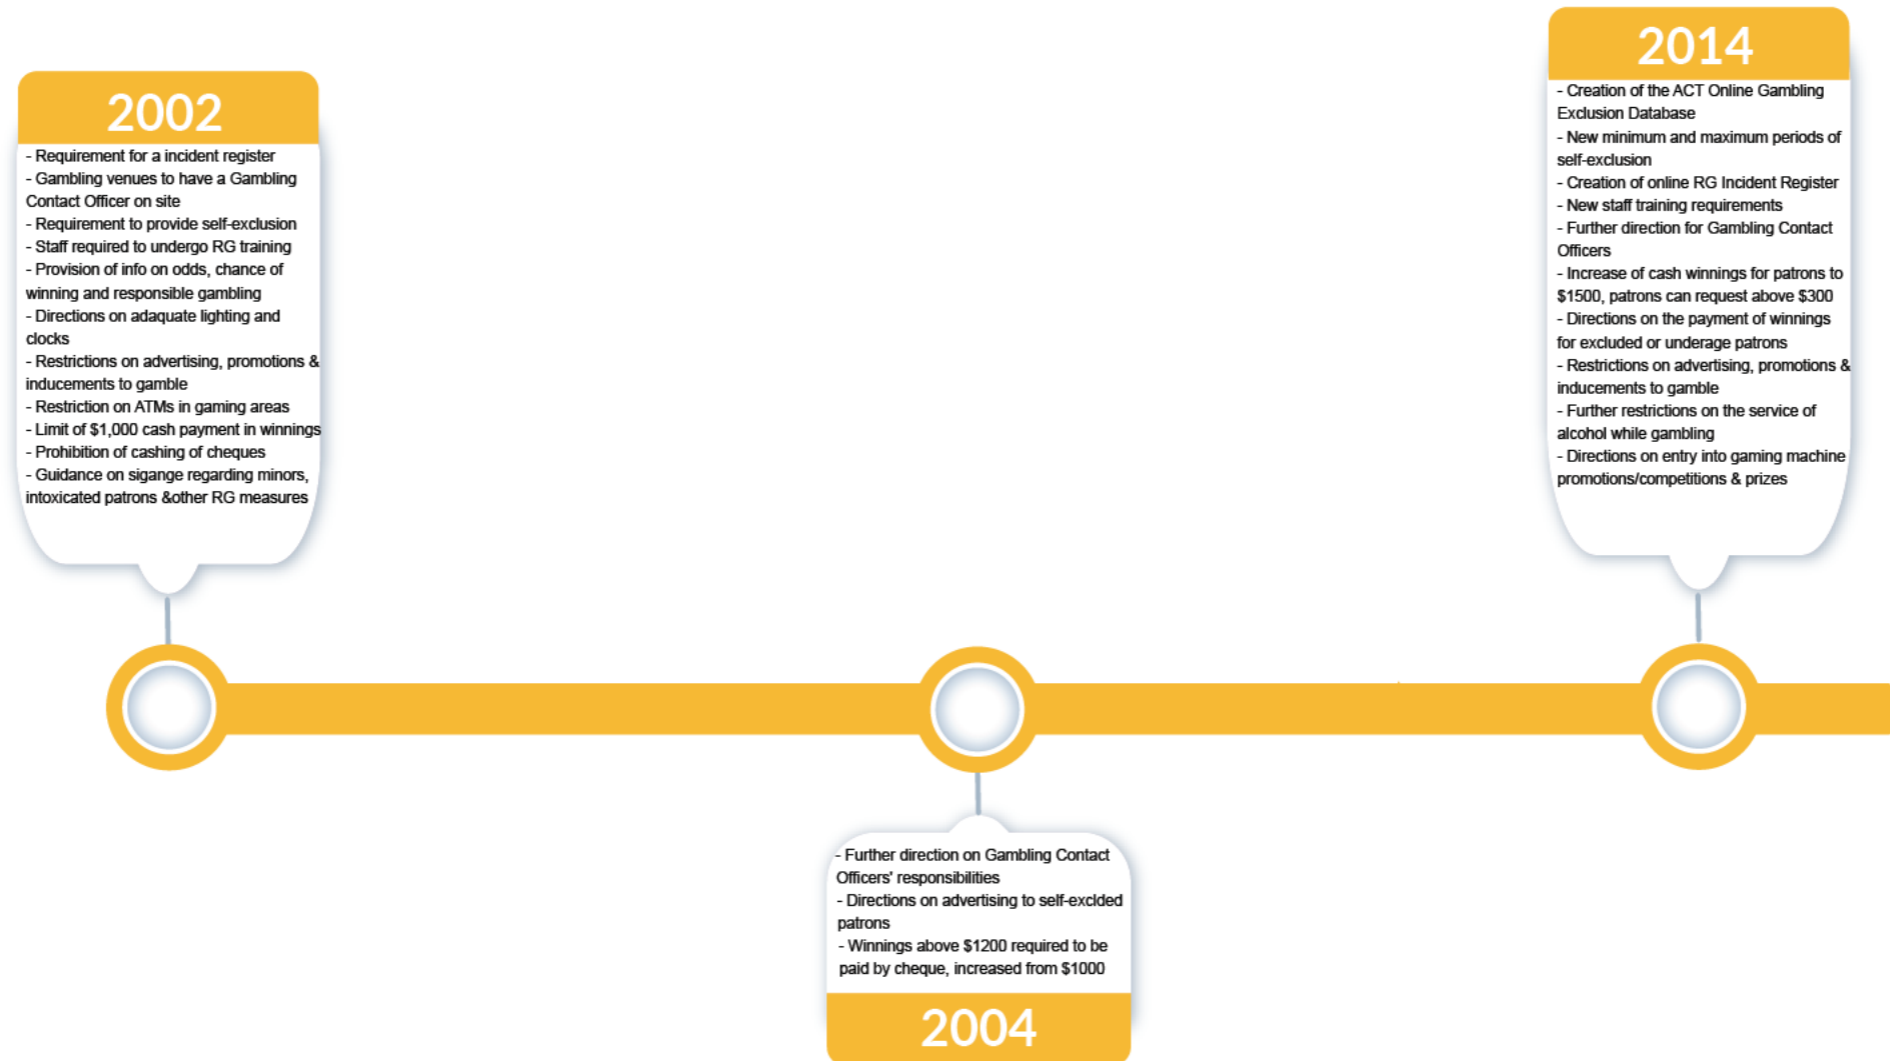 2002
- Requirement for a incident register
- Gambling venues to have a Gambling
Contact Officer on site
- Requirement to provide self-exclusion
- Staff required to undergo RG training
- Provision of info on odds, chance of
winning and responsible gambling
- Directions on adaquate lighting and
clocks
- Restrictions on advertising, promotions &
inducements to gamble
- Restriction on ATMs in gaming areas
- Limit of $1,000 cash payment in winnings
- Prohibition of cashing of cheques
- Guidance on sigange regarding minors,
intoxicated patrons &other RG measures
- Further direction on Gambling Contact
Officers' responsibilities
- Directions on advertising to self-exclded
patrons
- Winnings above $1200 required to be
paid by cheque, increased from $1000
2004
2014
- Creation of the ACT Online Gambling
Exclusion Database
- New minimum and maximum periods of
self-exclusion
- Creation of online RG Incident Register
- New staff training requirements
- Further direction for Gambling Contact
Officers
- Increase of cash winnings for patrons to
$1500, patrons can request above $300
- Directions on the payment of winnings
for excluded or underage patrons
- Restrictions on advertising, promotions &
inducements to gamble
- Further restrictions on the service of
alcohol while gambling
- Directions on entry into gaming machine
promotions/competitions & prizes